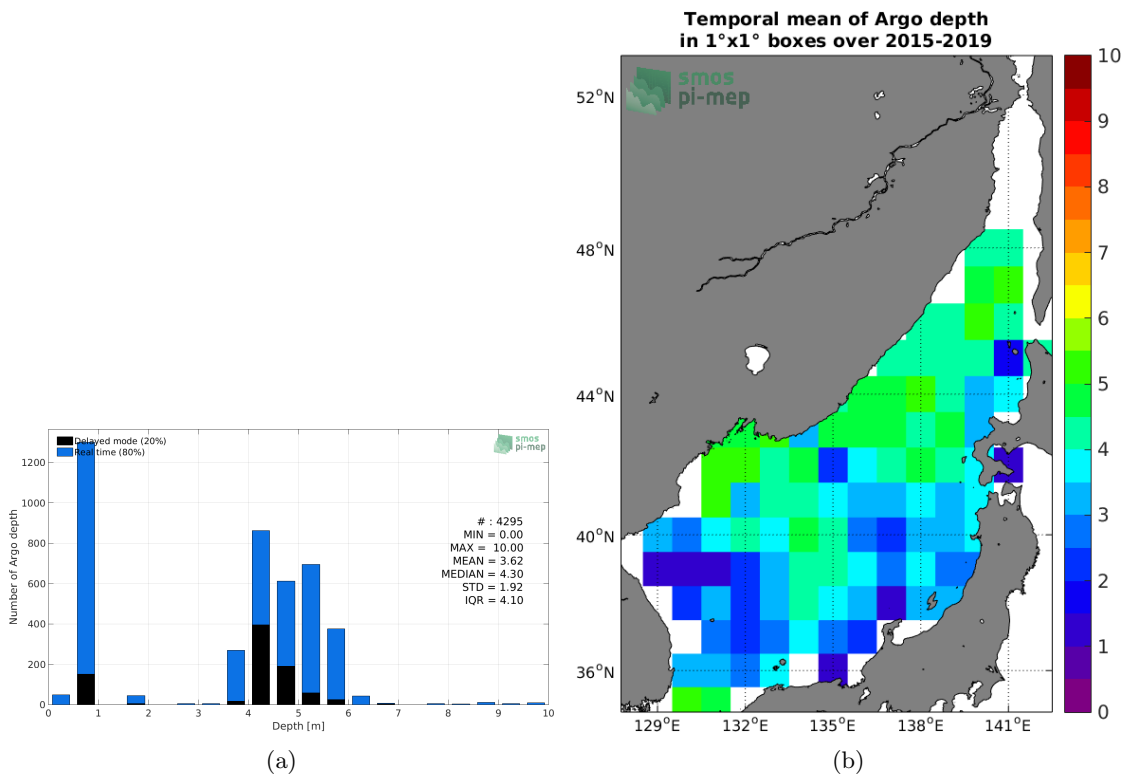 Temporal mean of Argo depth
in 1°x1° boxes over 2015-2019
smos
pi-mep
52°N
48°N
44°N
40°N
36°N
129°E
132°E
135°E
138°E
141°E
10
9
8
7
6
5
4
3
2
1
0
(b)
Delayed mode (20%)
Real time (80%)
smos
pi-mep
# : 4295
MIN = 0.00
MAX = 10.00
MEAN = 3.62
MEDIAN = 4.30
STD = 1.92
IQR = 4.10
Number of Argo depth
1200
1000
800
600
400
200
0
0
1
2
3
4
5
6
7
8
9
10
Depth [m]
(a)